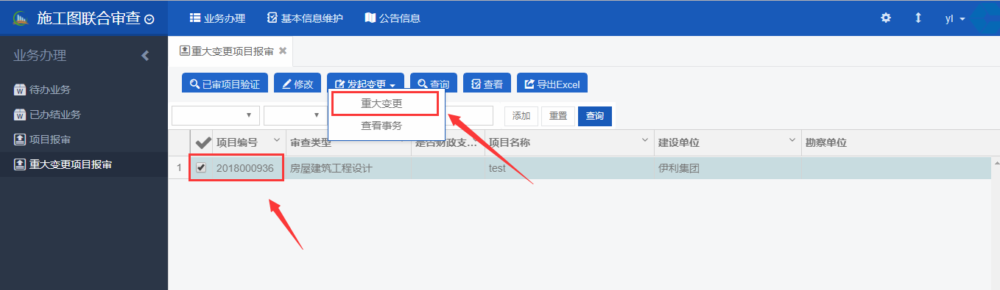 施工图联合审查 业务办理 基本信息维护 公告信息 yl
业务办理 重大变更项目报审
已审项目验证 修改 发起变更 查询 查看 导出Excel
待办业务
重大变更
已办结业务
添加 重置 查询
查看事务
项目报审
项目编号 审查类型 是否财政支... 项目名称 建设单位 勘察单位
重大变更项目报审
1 2018000936 房屋建筑工程设计 test 伊利集团